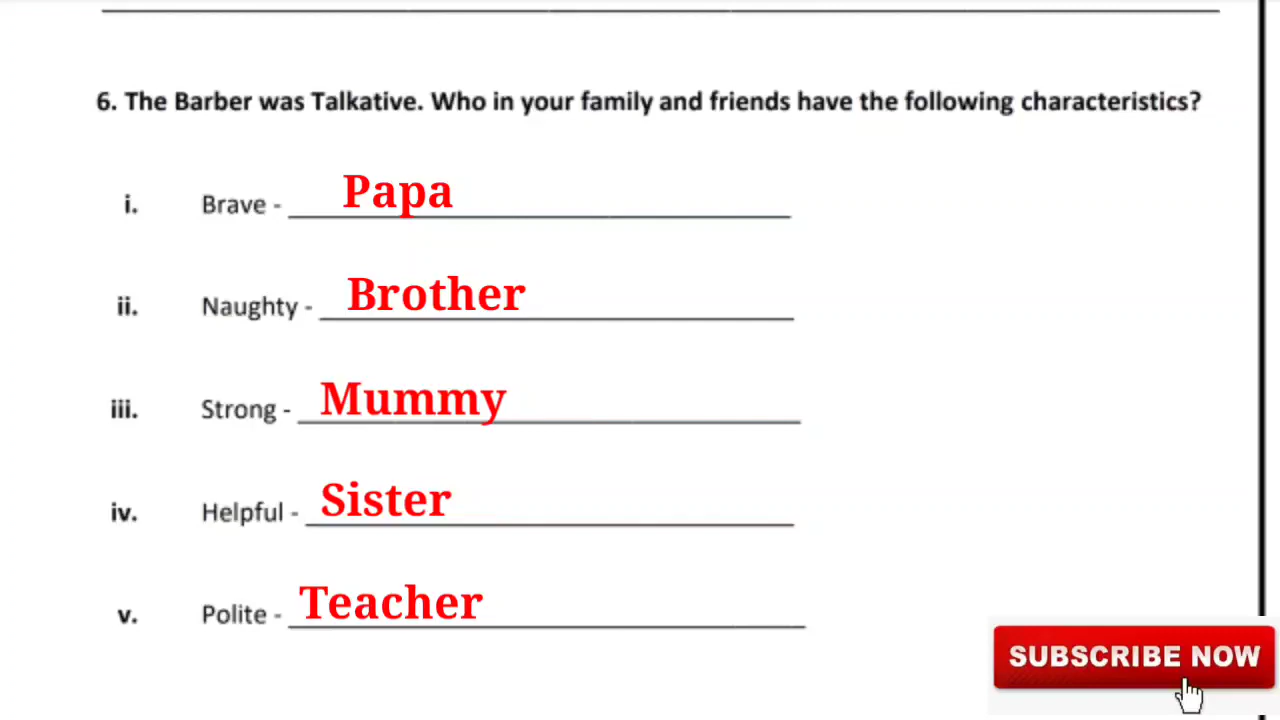 6. The Barber was Talkative. Who in your family and friends have the following characteristics?
i. Brave - Papa
ii. Naughty - Brother
iii. Strong - Mummy
iv. Helpful - Sister
v. Polite - Teacher
SUBSCRIBE NOW